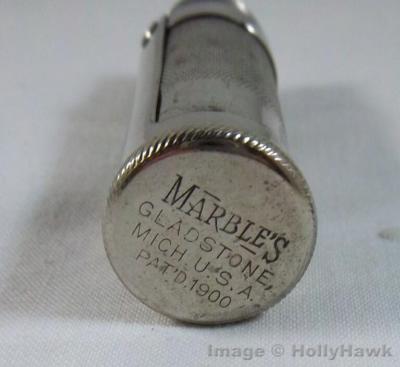 MARBLE'S
GLADSTONE,
MICH U.S.A.
PAT'D.1900
Image © HollyHawk